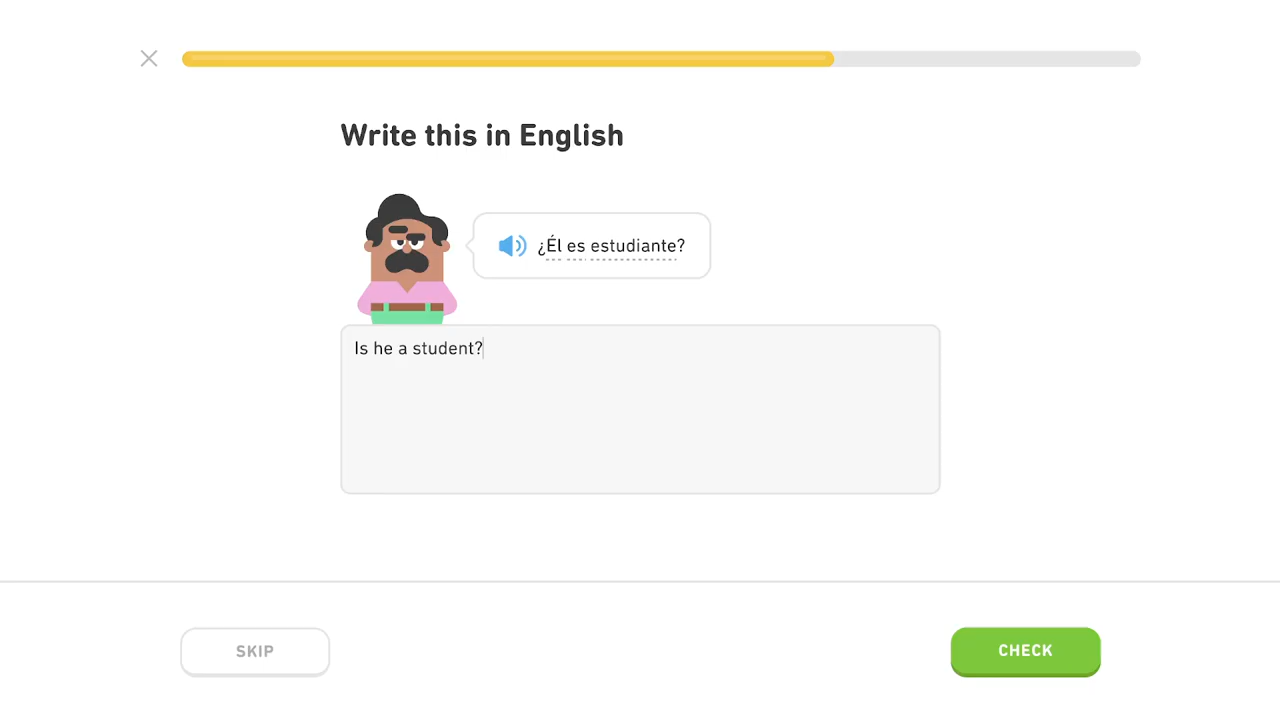 Write this in English
¿Él es estudiante?
Is he a student?
SKIP
CHECK